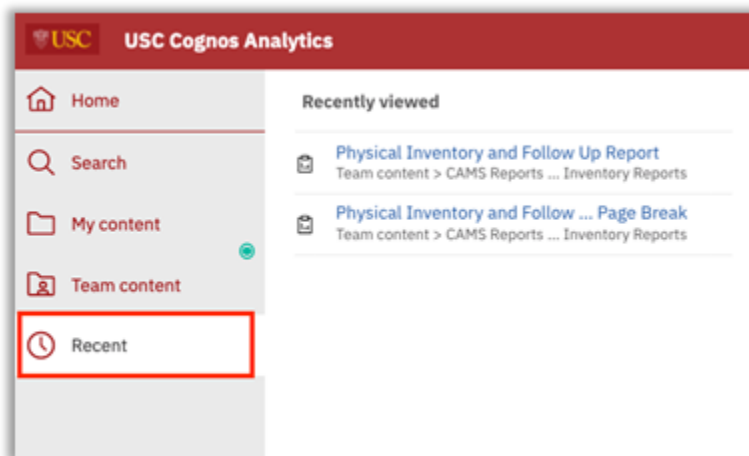 USC USC Cognos Analytics
Home
Recently viewed
Search
Physical Inventory and Follow Up Report
Team content > CAMS Reports ... Inventory Reports
My content
Physical Inventory and Follow ... Page Break
Team content > CAMS Reports ... Inventory Reports
Team content
Recent